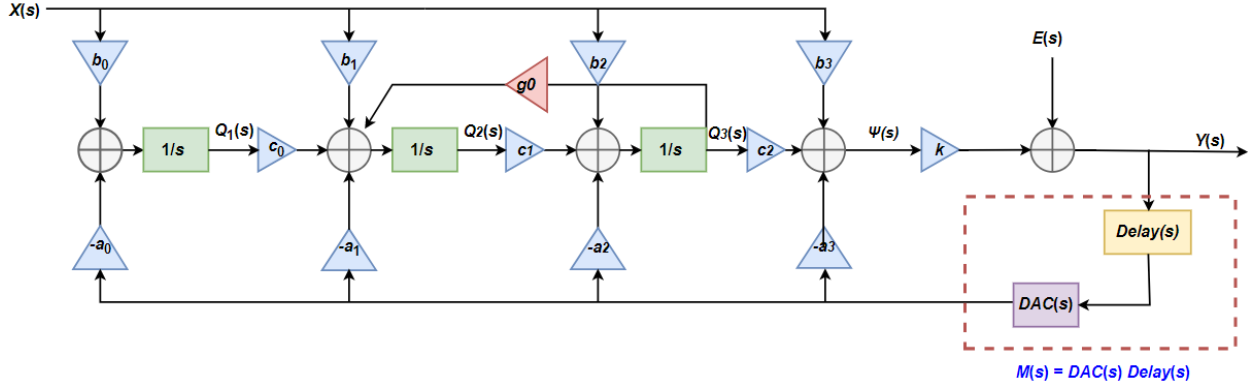 X(s)
b0
b1
b2
b3
E(s)
g0
Q1(s)
Q2(s)
Q3(s)
Ψ(s)
Y(s)
1/s
c0
1/s
c1
1/s
c2
k
-a0
-a1
-a2
-a3
Delay(s)
DAC(s)
M(s) = DAC(s) Delay(s)